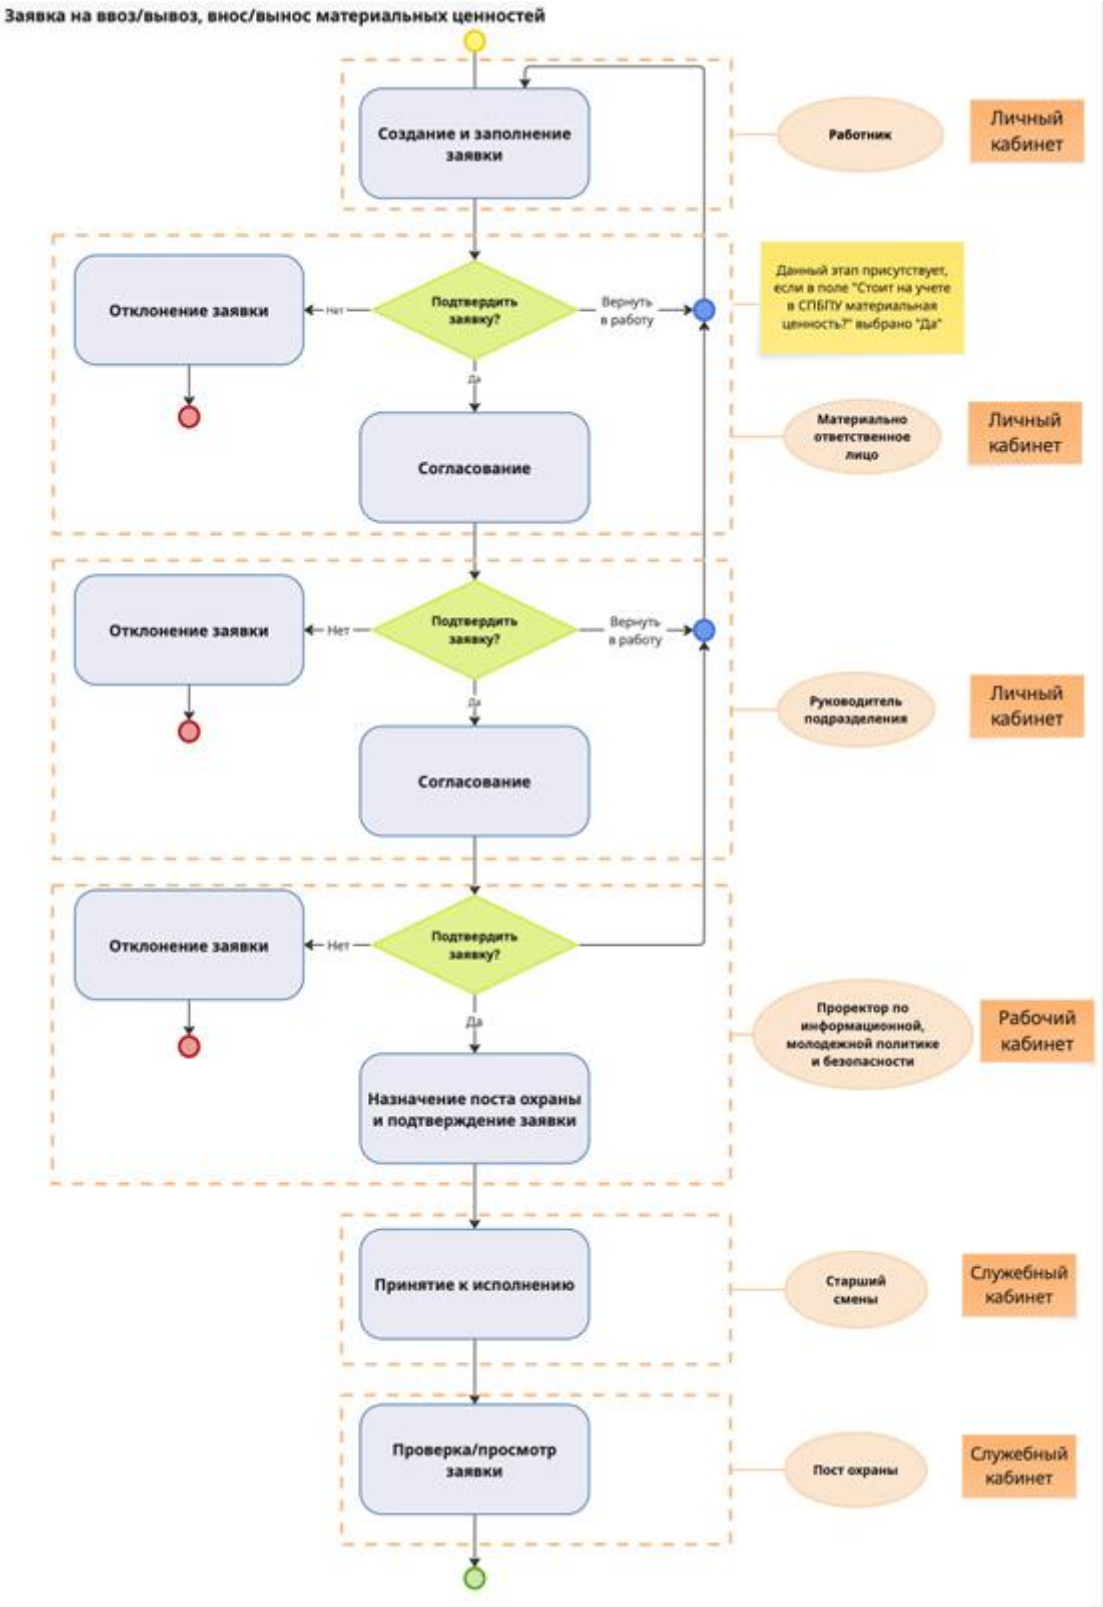 Заявка на ввоз/вывоз, внос/вынос материальных ценностей
Создание и заполнение
заявки
Работник
Личный
кабинет
Данный этап присутствует,
если в поле "Стоит на учете
в СПБПУ материальная
ценность?" выбрано "Да"
Отклонение заявки
Нет
Подтвердить
заявку?
Вернуть
в работу
Да
Материально
ответственное
лицо
Личный
кабинет
Согласование
Отклонение заявки
Нет
Подтвердить
заявку?
Вернуть
в работу
Да
Руководитель
подразделения
Личный
кабинет
Согласование
Отклонение заявки
Нет
Подтвердить
заявку?
Да
Проректор по
информационной,
молодежной политике
и безопасности
Рабочий
кабинет
Назначение поста охраны
и подтверждение заявки
Принятие к исполнению
Старший
смены
Служебный
кабинет
Проверка/просмотр
заявки
Пост охраны
Служебный
кабинет